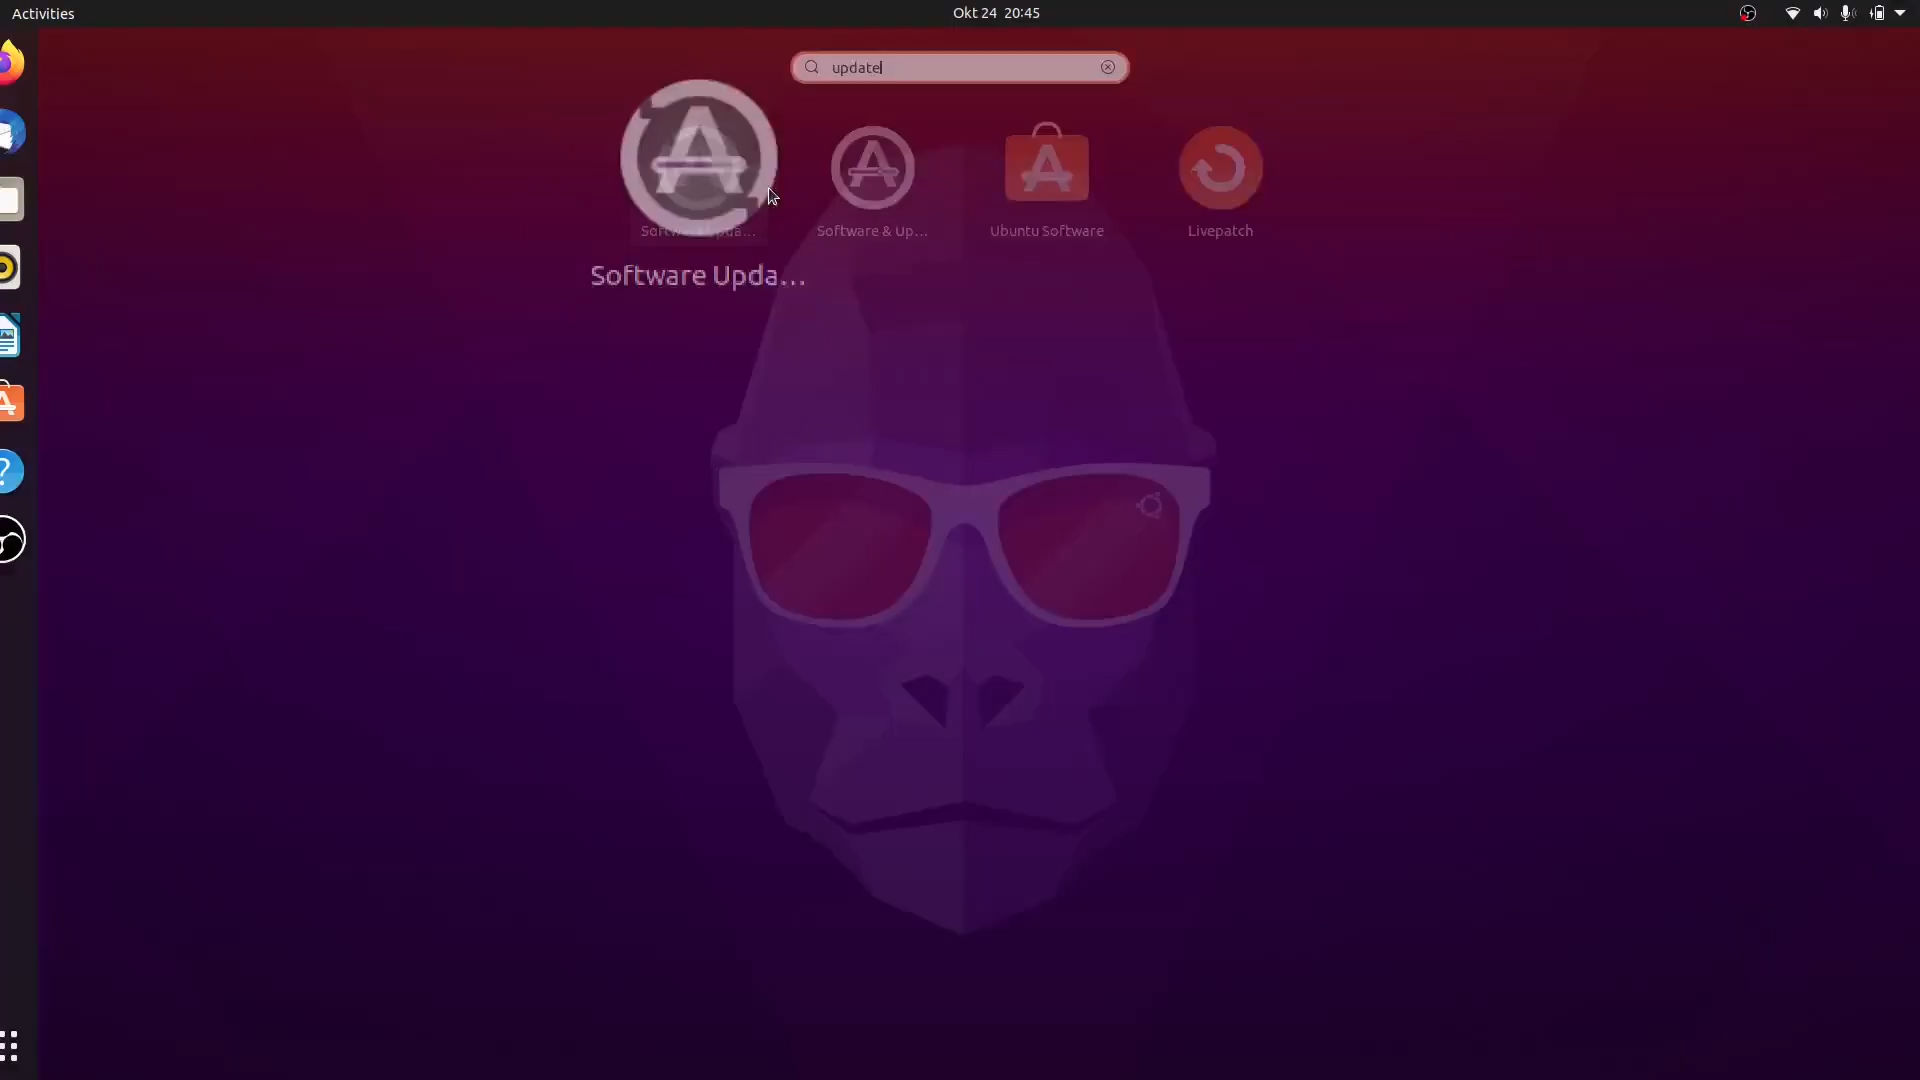 Activities
Okt 24 20:45
update
Software Upda...
Software & Up...
Ubuntu Software
Livepatch
Software Upda...